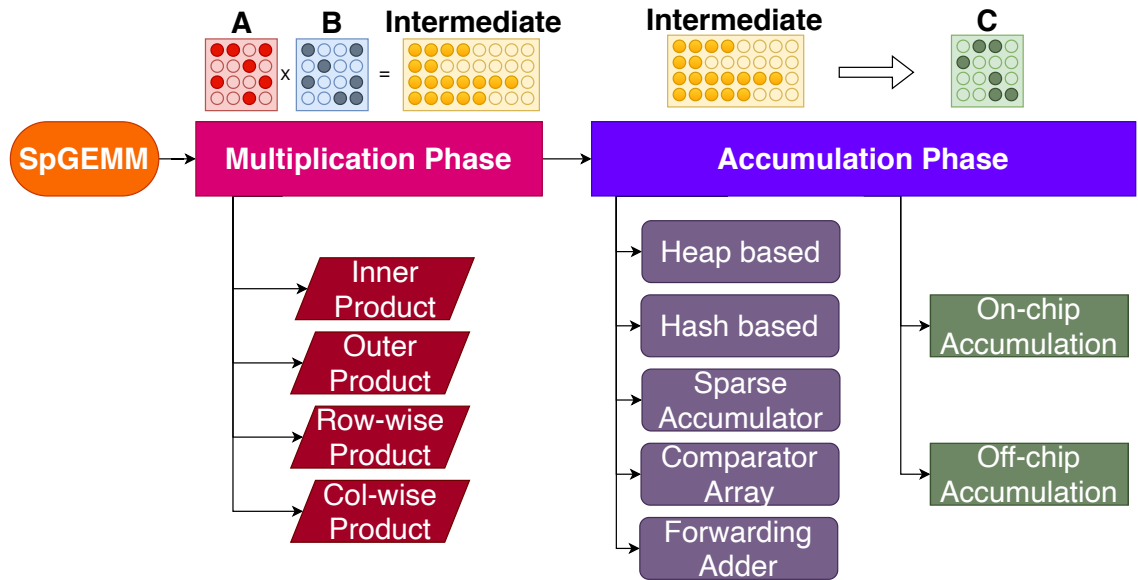 A
B
Intermediate
Intermediate
C
x
=
SpGEMM
Multiplication Phase
Accumulation Phase
Inner
Product
Outer
Product
Row-wise
Product
Col-wise
Product
Heap based
Hash based
Sparse
Accumulator
Comparator
Array
Forwarding
Adder
On-chip
Accumulation
Off-chip
Accumulation